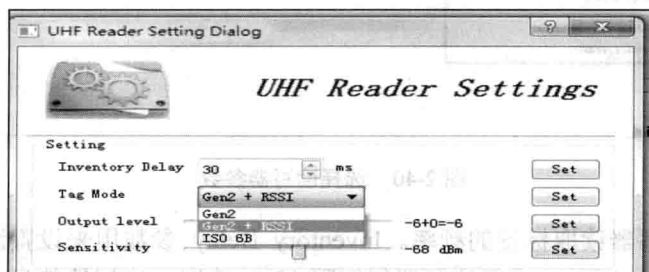 UHF Reader Setting Dialog
UHF Reader Settings
Setting
Inventory Delay 30 ms Set
Tag Mode Gen2 + RSSI Set
Gen2
Output level Gen2 + RSSI -6+0=-6 Set
ISO 6B
Sensitivity -68 dBm Set